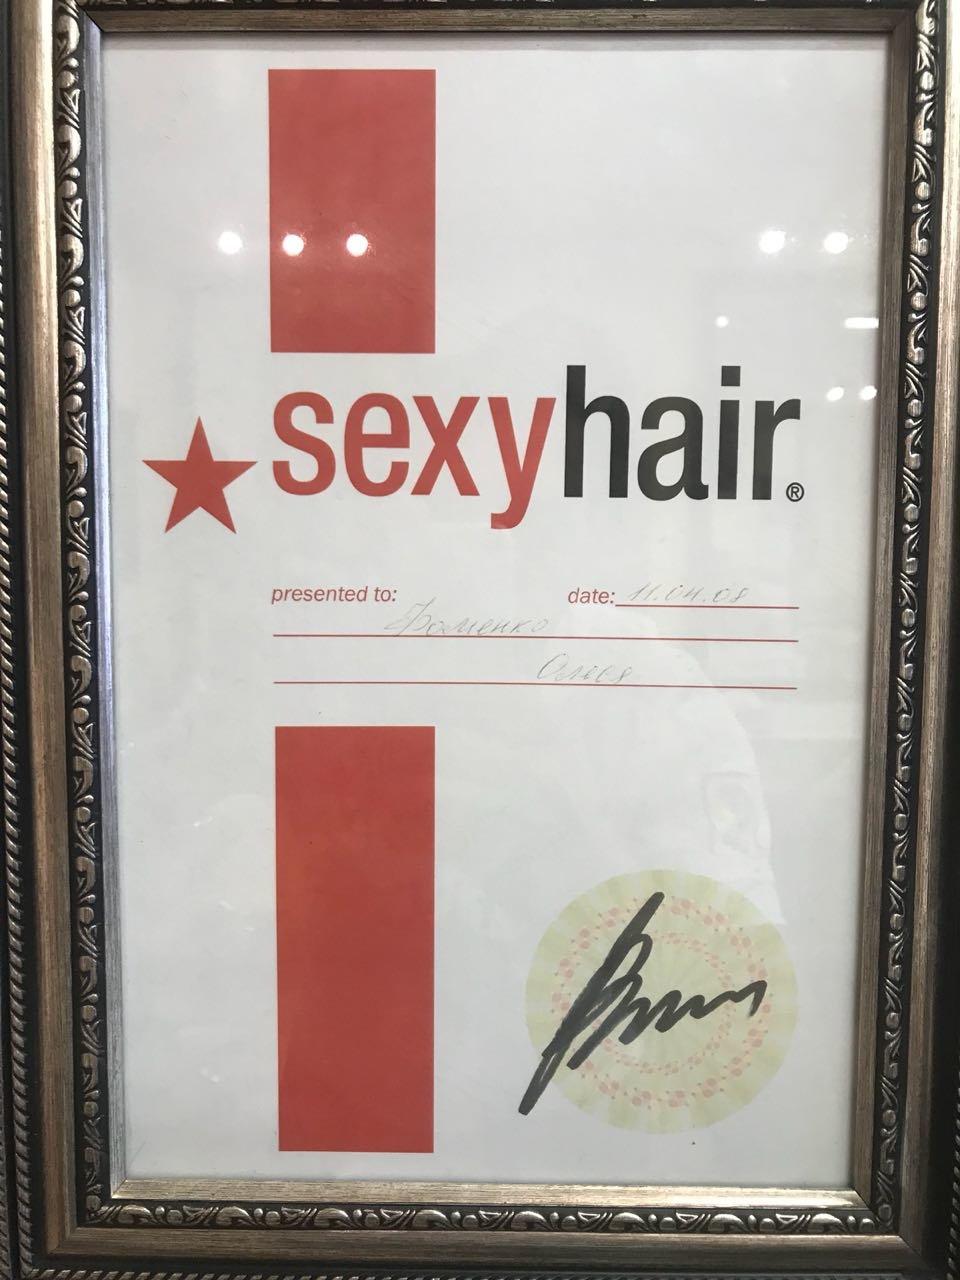 sexyhair®
presented to: date: 11.04.08
Фоменко
Олеся